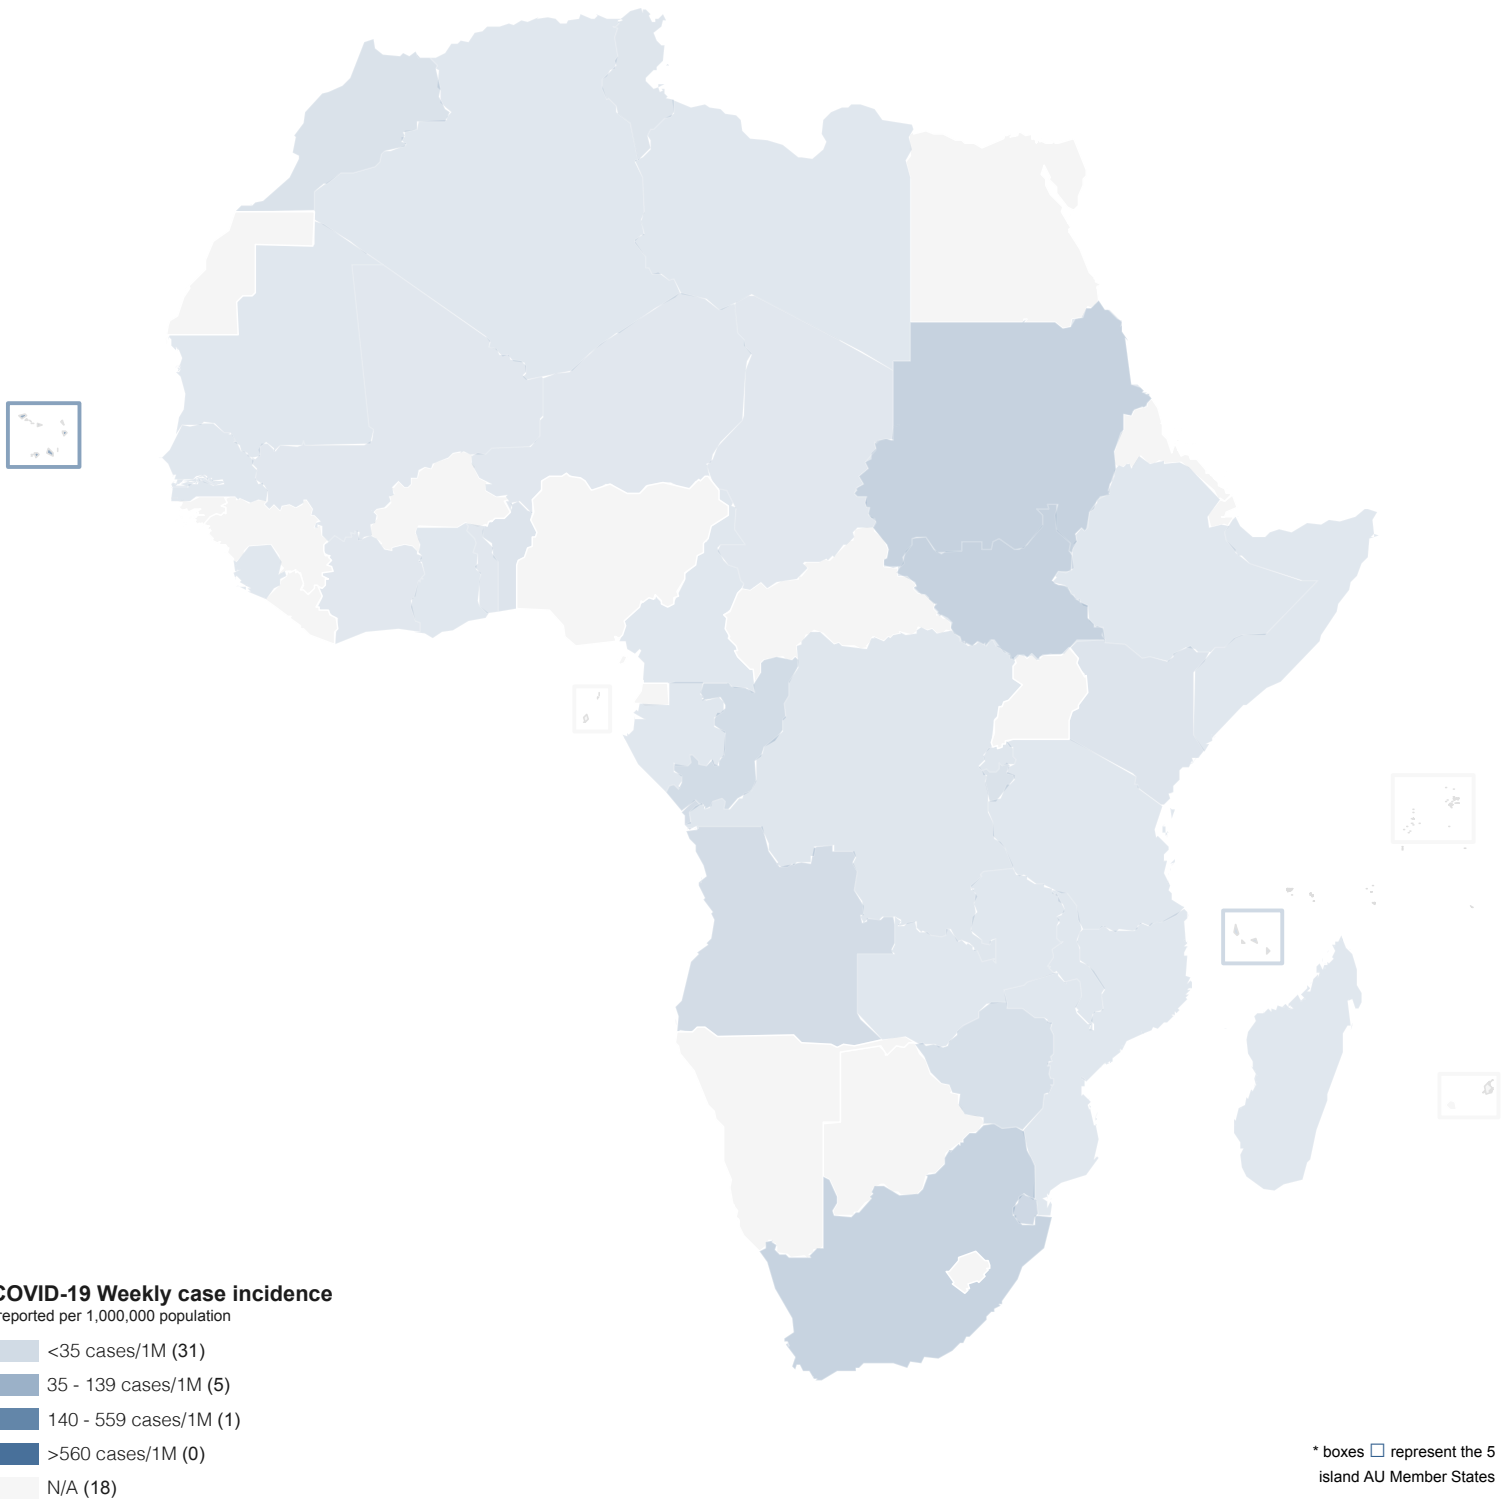 COVID-19 Weekly case incidence
reported per 1,000,000 population
<35 cases/1M (31)
35 - 139 cases/1M (5)
140 - 559 cases/1M (1)
>560 cases/1M (0)
N/A (18)
* boxes □ represent the 5
island AU Member States